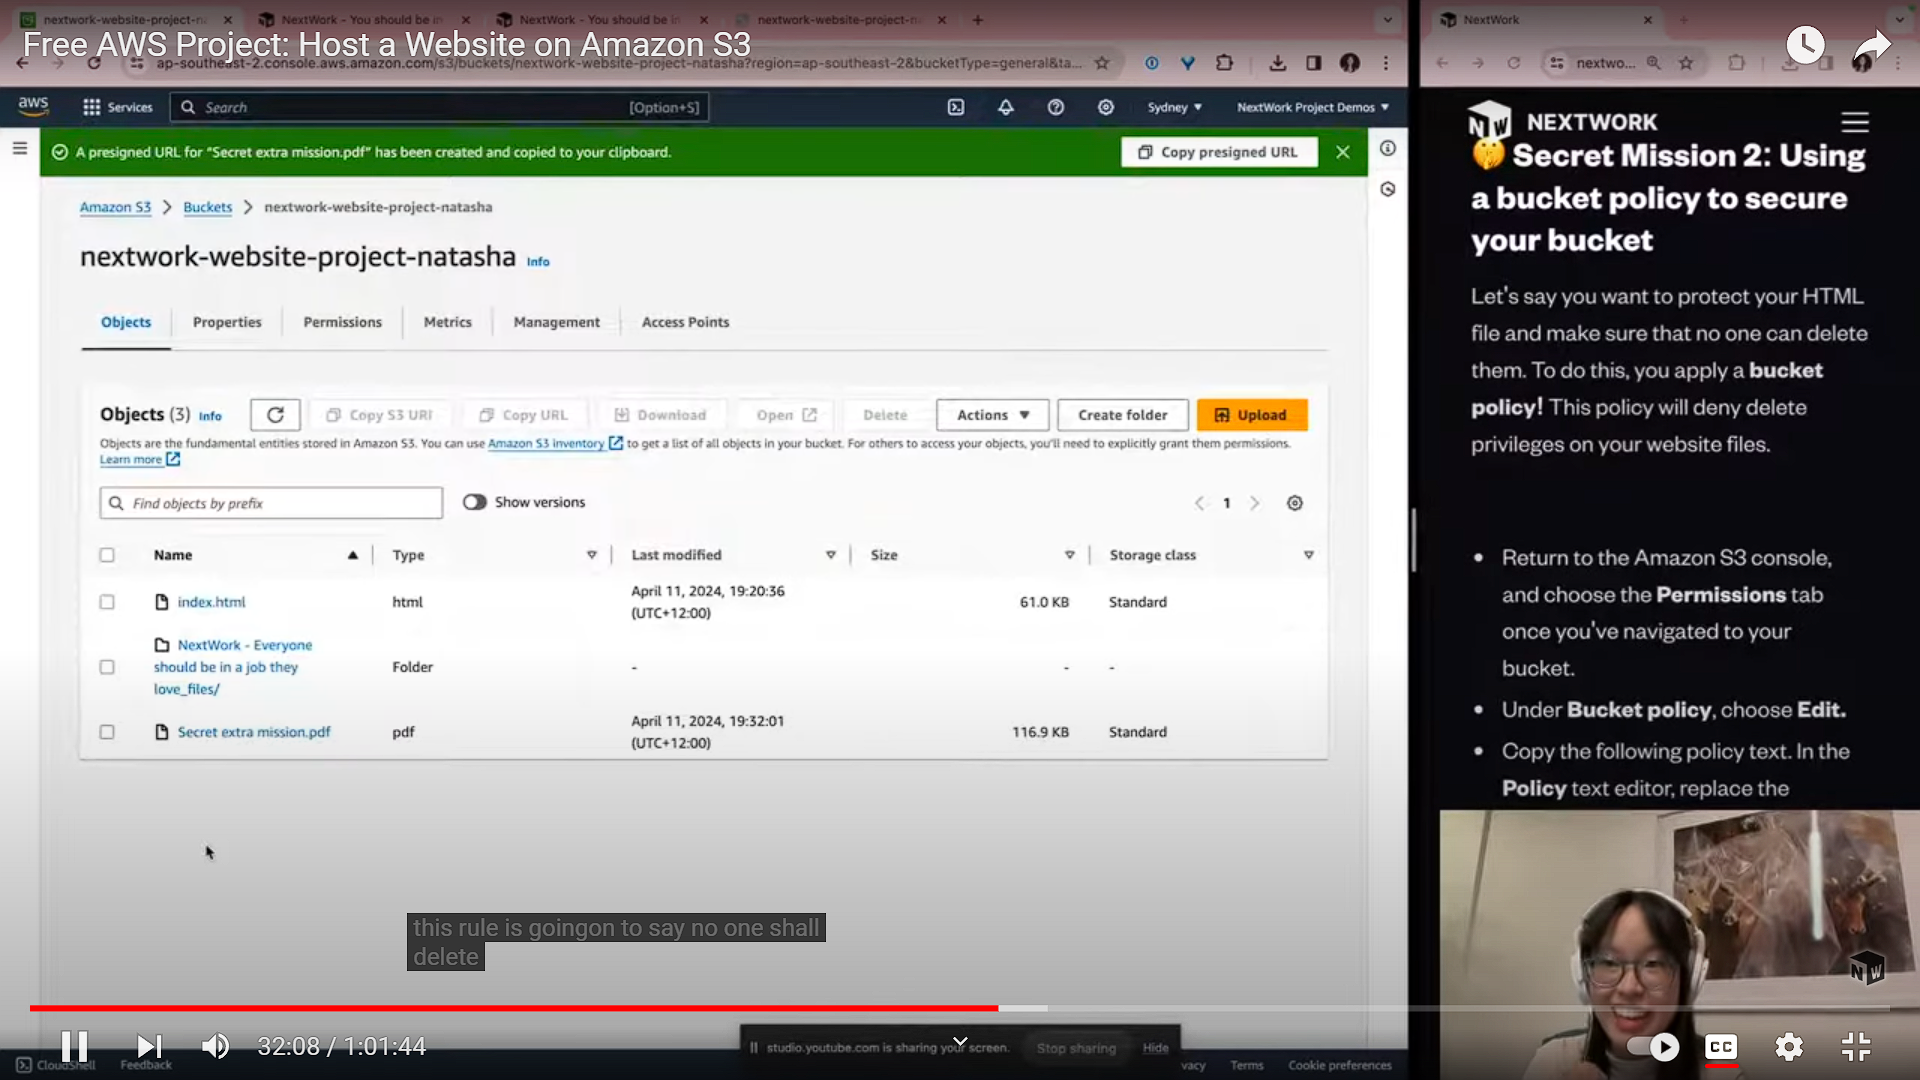 nextwork-website-project-n
NextWork - You should be in
NextWork - You should be in
nextwork-website-project-n
NextWork
Free AWS Project: Host a Website on Amazon S3
ap-southeast-2.console.aws.amazon.com/s3/buckets/nextwork-website-project-natasha?region=ap-southeast-2&bucketType=general&ta...
nextwo...
aws
Services
Search
[Option+S]
Sydney
NextWork Project Demos
A presigned URL for "Secret extra mission.pdf" has been created and copied to your clipboard.
Copy presigned URL
Amazon S3
Buckets
nextwork-website-project-natasha
nextwork-website-project-natasha Info
Objects
Properties
Permissions
Metrics
Management
Access Points
Objects (3) Info
Copy S3 URI
Copy URL
Download
Open
Delete
Actions
Create folder
Upload
Objects are the fundamental entities stored in Amazon S3. You can use Amazon S3 inventory to get a list of all objects in your bucket. For others to access your objects, you'll need to explicitly grant them permissions.
Learn more
Find objects by prefix
Show versions
1
Name
Type
Last modified
Size
Storage class
index.html
html
April 11, 2024, 19:20:36
(UTC+12:00)
61.0 KB
Standard
NextWork - Everyone
should be in a job they
love_files/
Folder
-
-
-
Secret extra mission.pdf
pdf
April 11, 2024, 19:32:01
(UTC+12:00)
116.9 KB
Standard
NW NEXTWORK
Secret Mission 2: Using
a bucket policy to secure
your bucket
Let's say you want to protect your HTML
file and make sure that no one can delete
them. To do this, you apply a bucket
policy! This policy will deny delete
privileges on your website files.
• Return to the Amazon S3 console,
and choose the Permissions tab
once you've navigated to your
bucket.
• Under Bucket policy, choose Edit.
• Copy the following policy text. In the
Policy text editor, replace the
this rule is goingon to say no one shall
delete
NW
32:08 / 1:01:44
studio.youtube.com is sharing your screen.
Stop sharing
Hide
CC
CloudShell
Feedback
vacy
Terms
Cookie preferences